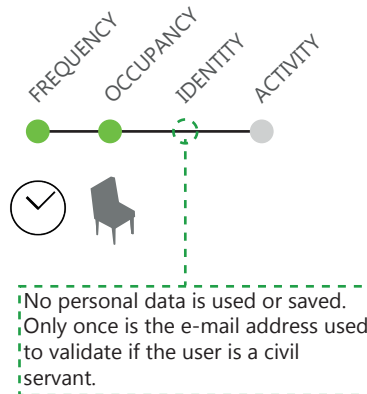 FREQUENCY
OCCUPANCY
IDENTITY
ACTIVITY
No personal data is used or saved.
Only once is the e-mail address used
to validate if the user is a civil
servant.